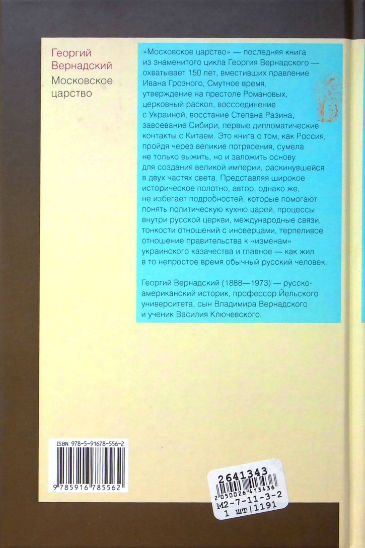 Георгий
Вернадский
Московское
царство
«Московское царство» — последняя книга
из знаменитого цикла Георгия Вернадского —
охватывает 150 лет, вместивших правление
Ивана Грозного, Смутное время,
утверждение на престоле Романовых,
церковный раскол, воссоединение
с Украиной, восстание Степана Разина,
завоевание Сибири, первые дипломатические
контакты с Китаем. Это книга о том, как Россия,
пройдя через великие потрясения, сумела
не только выжить, но и заложить основу
для создания великой империи, раскинувшейся
в двух частях света. Представляя широкое
историческое полотно, автор, однако же,
не избегает подробностей, которые помогают
понять политическую кухню царей, процессы
внутри русской церкви, международные связи,
тонкости отношений с иноверцами, терпеливое
отношение правительства к «изменам»
украинского казачества и главное — как жил
в то непростое время обычный русский человек.
Георгий Вернадский (1888—1973) — русско-
американский историк, профессор Йельского
университета, сын Владимира Вернадского
и ученик Василия Ключевского.
ISBN 978-5-91678-556-2
9785916785562
2641343
2050026413436
М2-7-11-3-2
1 шт/1191